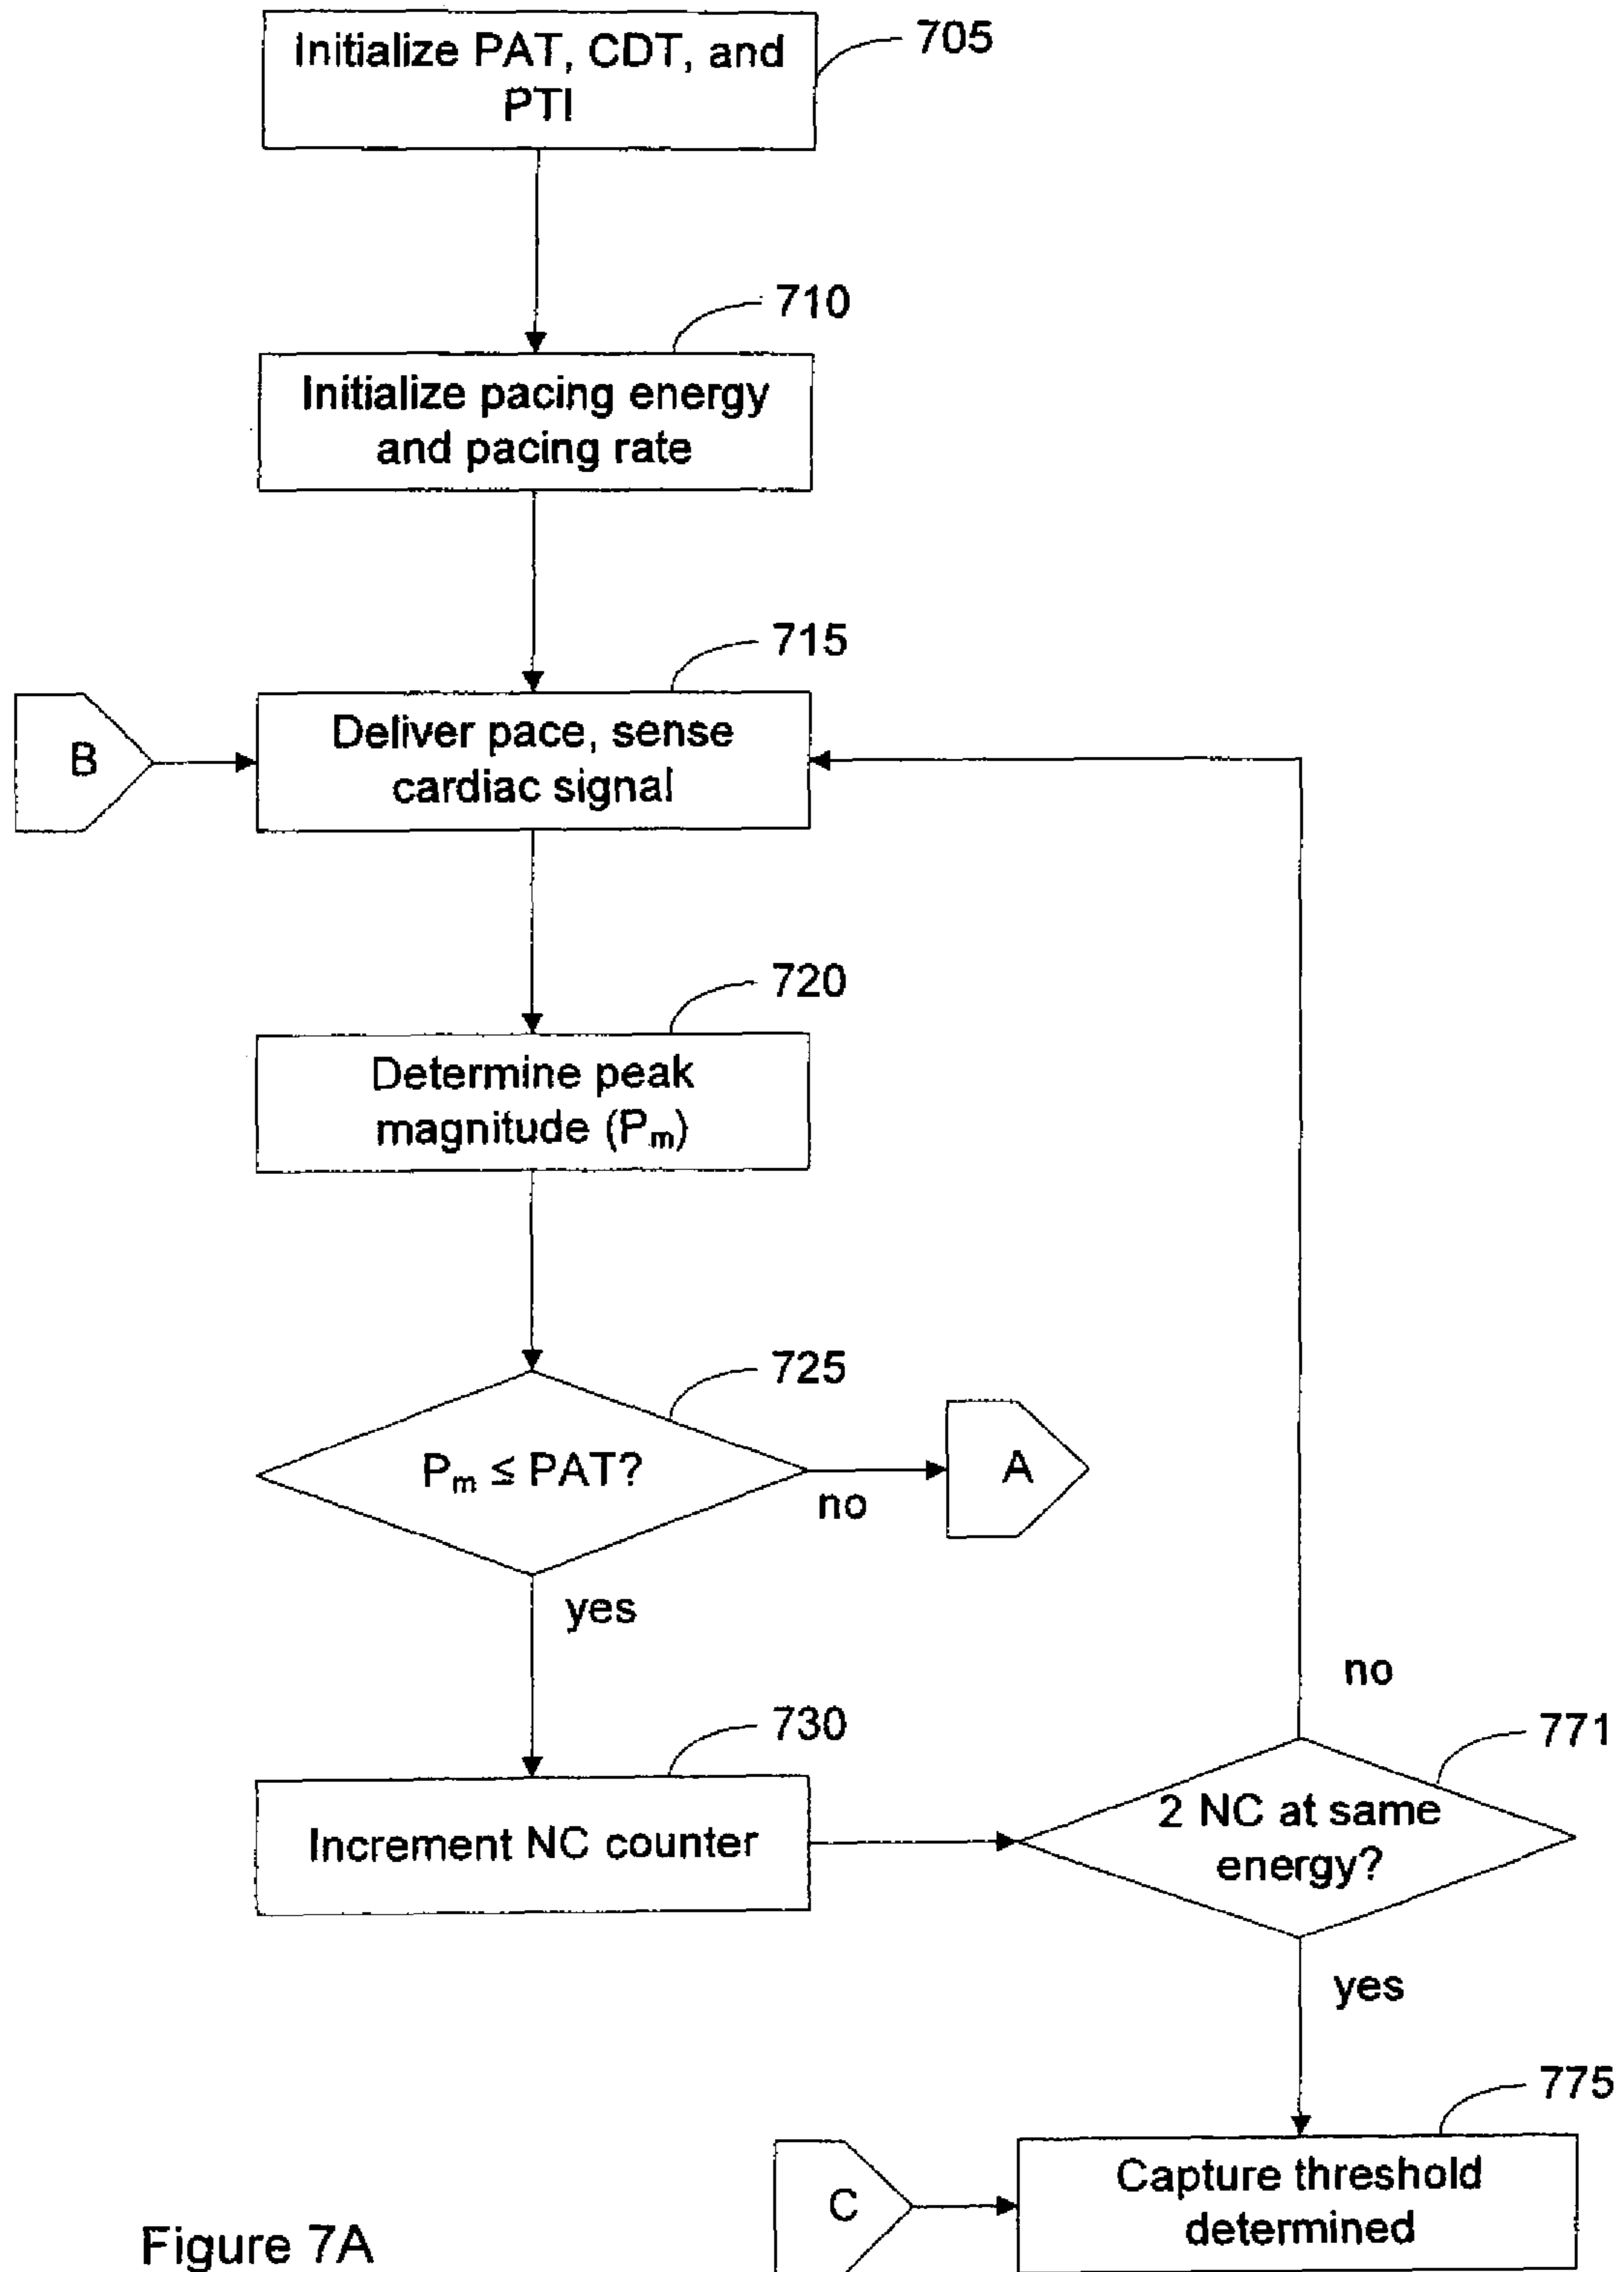 Initialize PAT, CDT, and
PTI
705
710
Initialize pacing energy
and pacing rate
715
B
Deliver pace, sense
cardiac signal
720
Determine peak
magnitude (Pm)
725
Pm ≤ PAT?
A
no
yes
no
730
771
Increment NC counter
2 NC at same
energy?
yes
775
C
Capture threshold
determined
Figure 7A